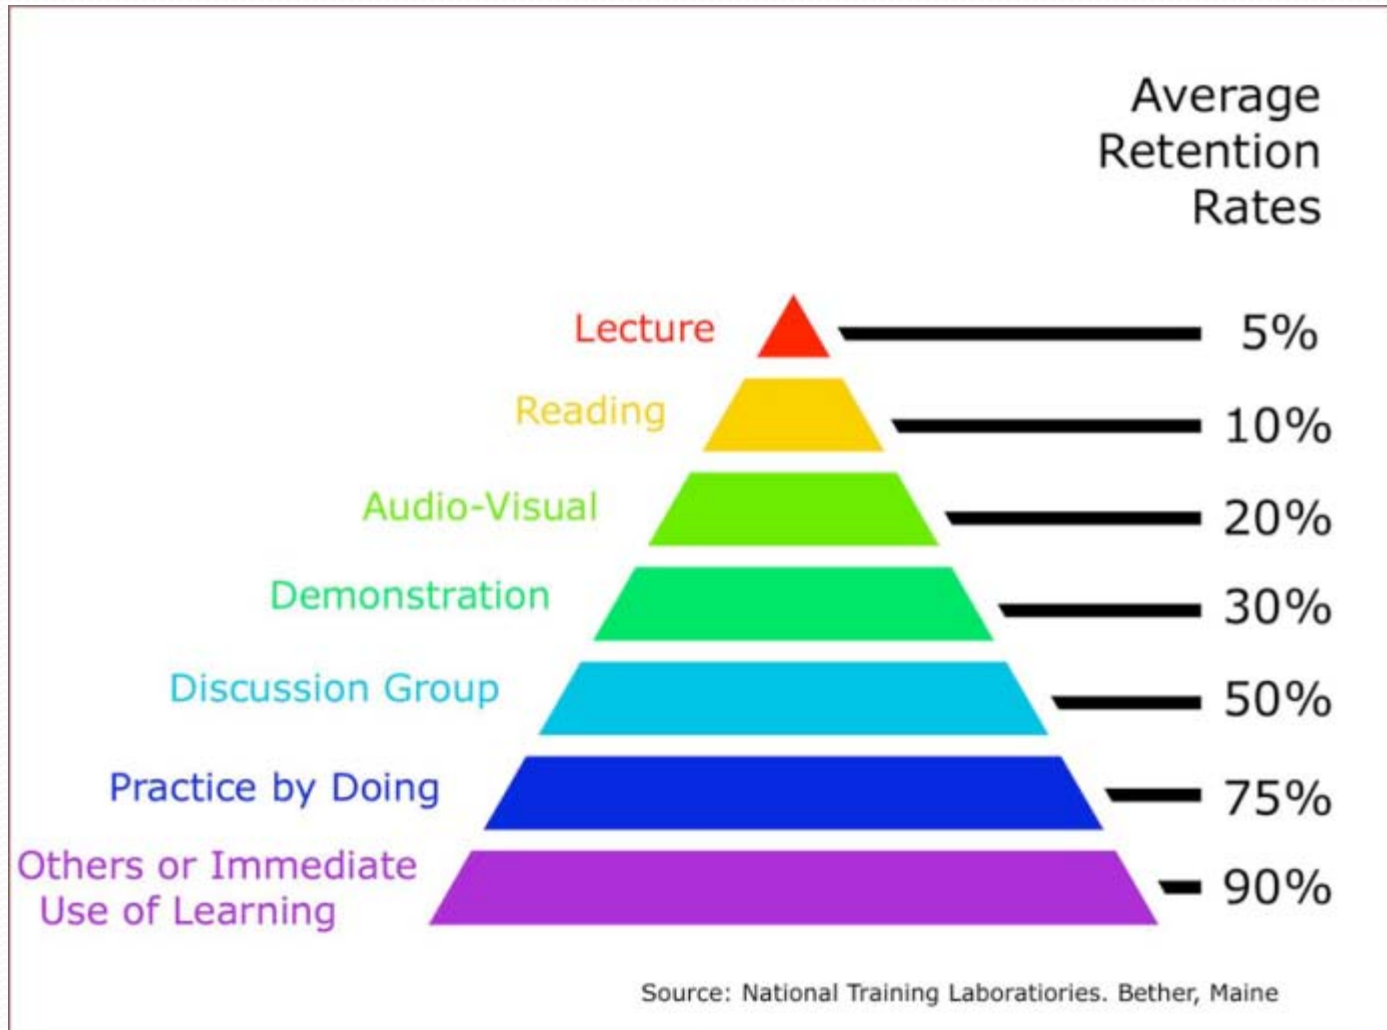 Average
Retention
Rates
Lecture
5%
Reading
10%
Audio-Visual
20%
Demonstration
30%
Discussion Group
50%
Practice by Doing
75%
Others or Immediate
Use of Learning
90%
Source: National Training Laboratiories. Bether, Maine